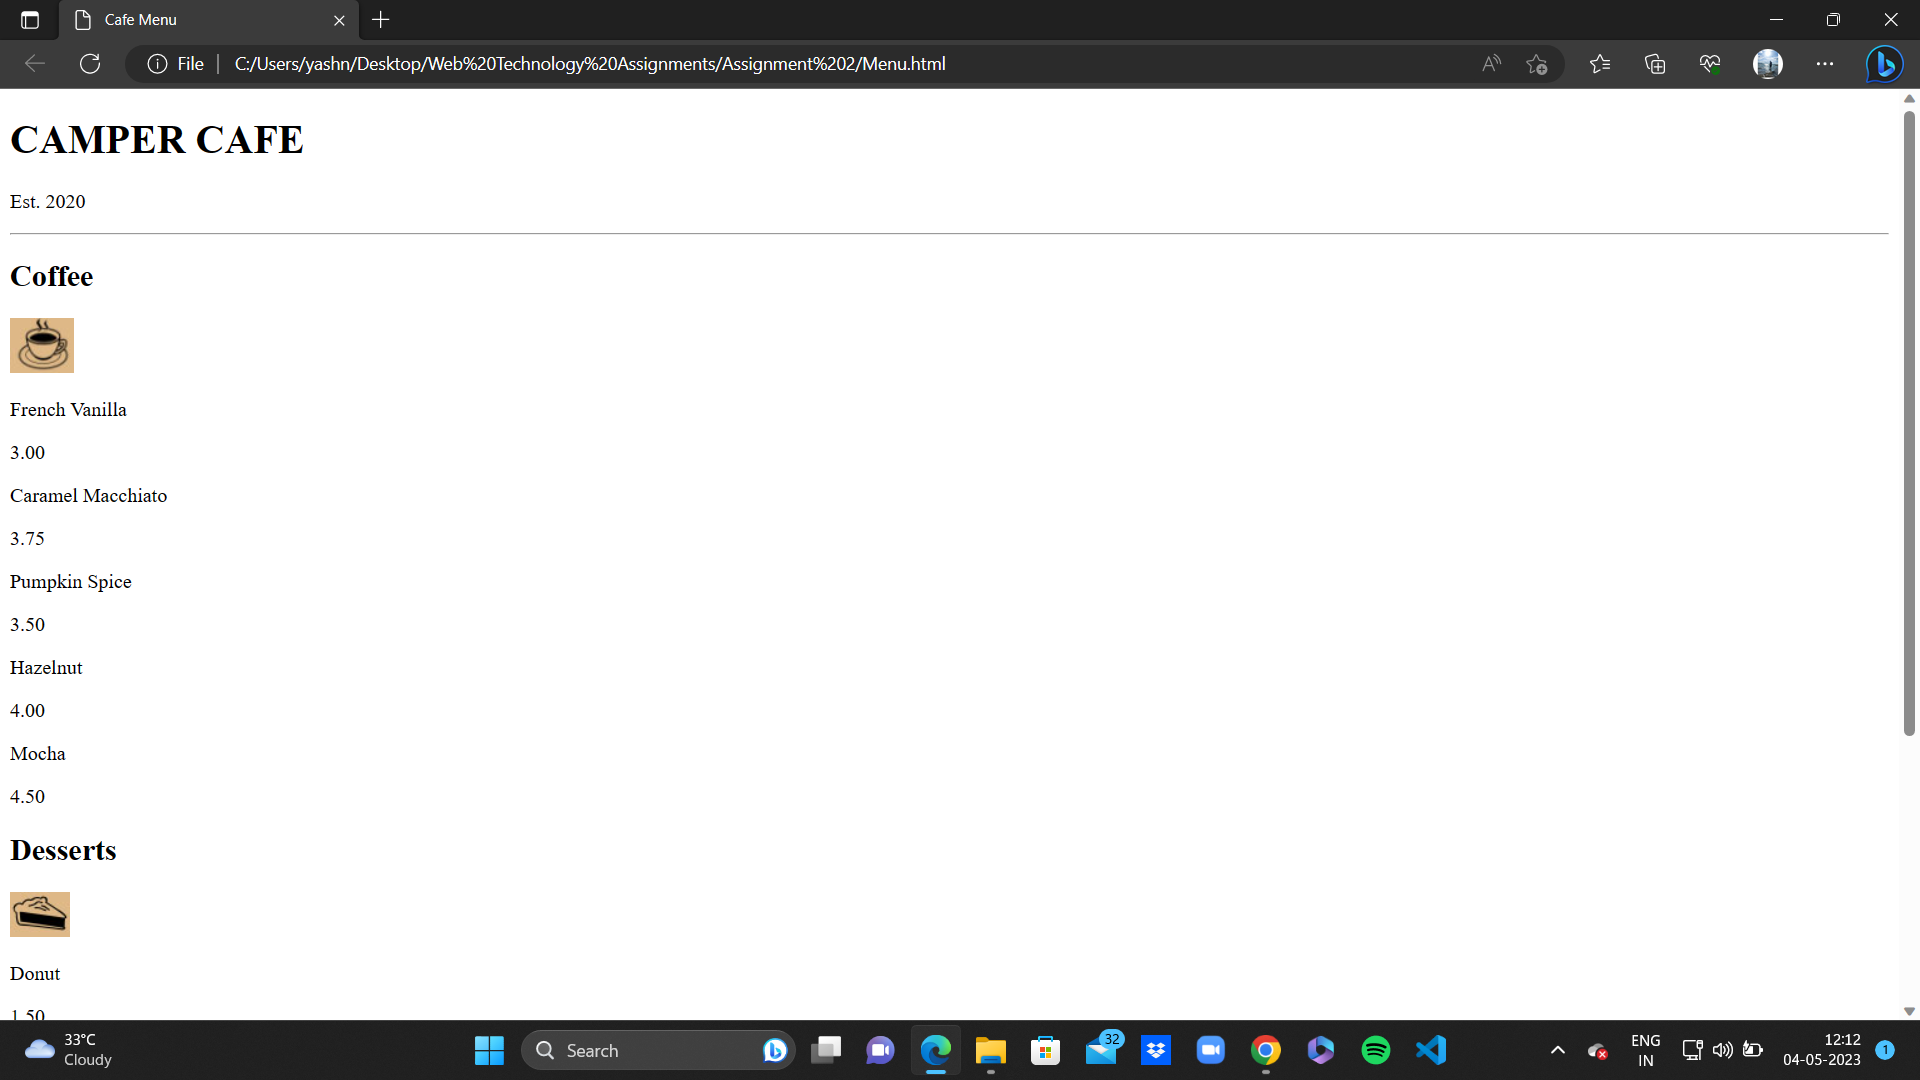 Cafe Menu
File
C:/Users/yashn/Desktop/Web%20Technology%20Assignments/Assignment%202/Menu.html
CAMPER CAFE
Est. 2020
Coffee
French Vanilla
3.00
Caramel Macchiato
3.75
Pumpkin Spice
3.50
Hazelnut
4.00
Mocha
4.50
Desserts
Donut
1.50
33°C
Cloudy
Search
32
ENG
IN
12:12
04-05-2023
1